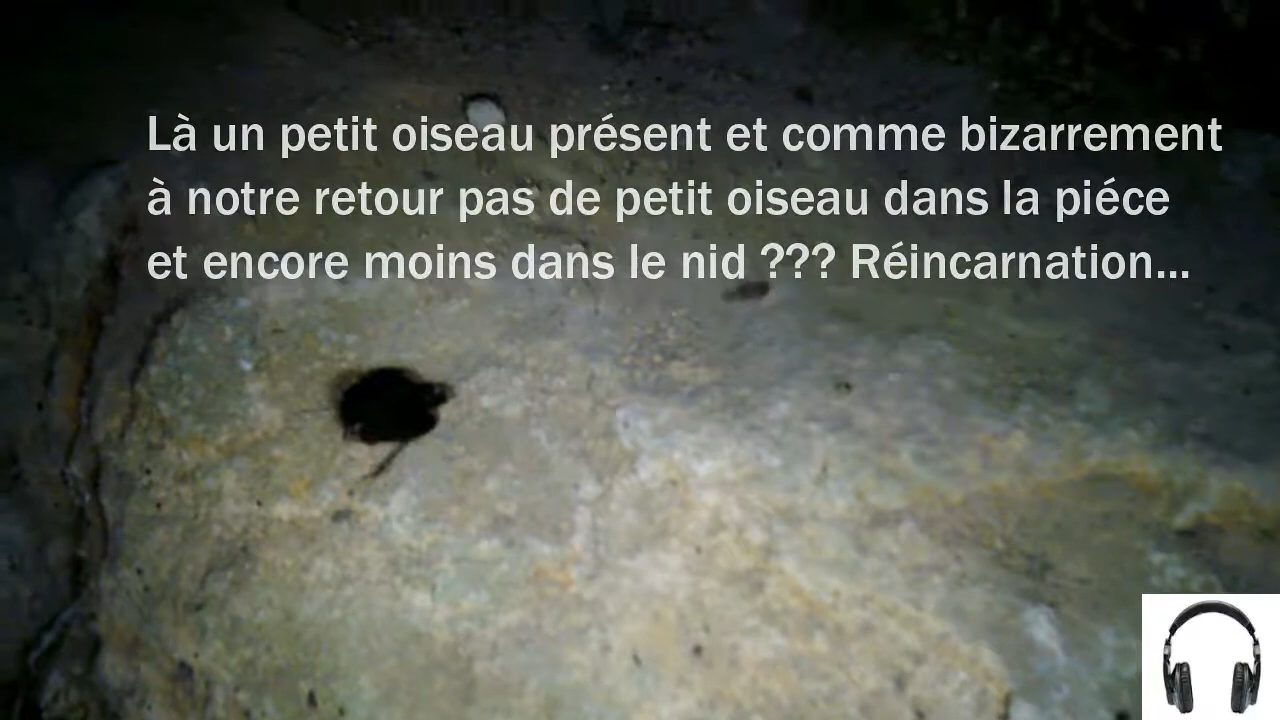 Là un petit oiseau présent et comme bizarrement
à notre retour pas de petit oiseau dans la piéce
et encore moins dans le nid ??? Réincarnation...